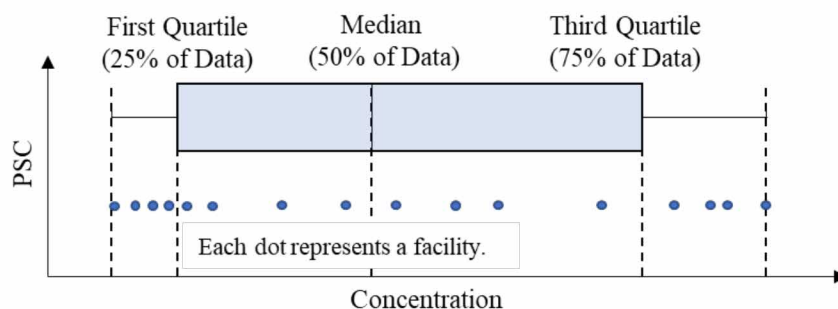 First Quartile
(25% of Data)
Median
(50% of Data)
Third Quartile
(75% of Data)
PSC
Each dot represents a facility.
Concentration